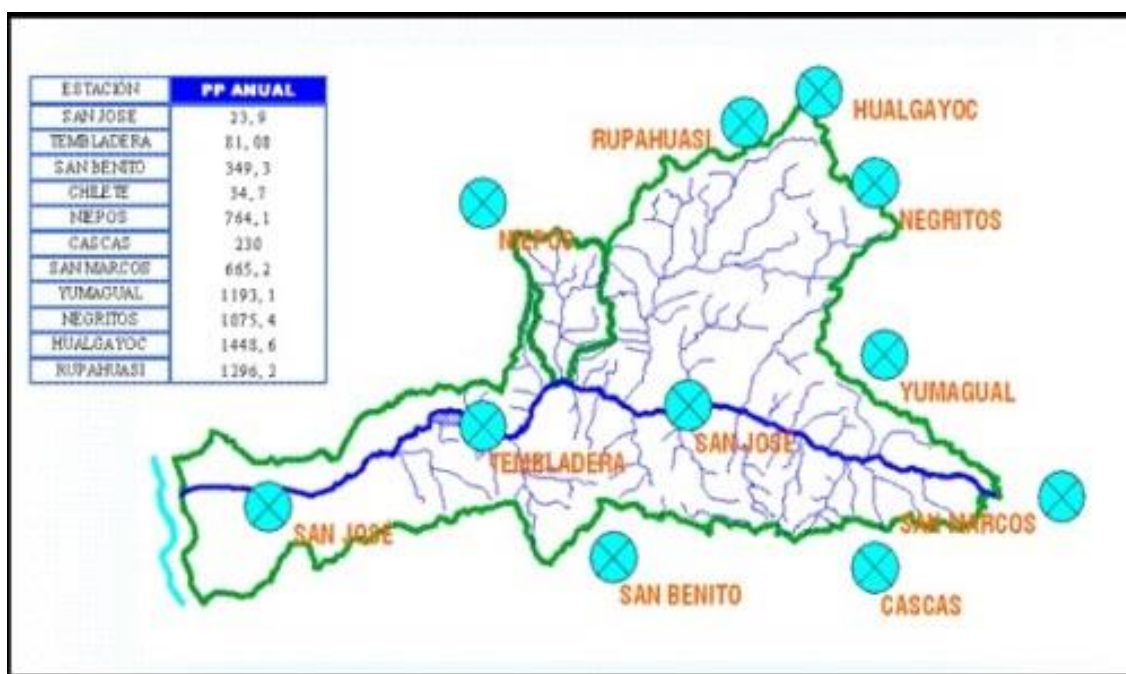 ESTACIÓN PP ANUAL
SAN JOSE 23,9
TEMBLADERA 81,08
SAN BENITO 349,3
CHILETE 34,7
NIEPOS 764,1
CASCAS 230
SAN MARCOS 665,2
YUMAGUAL 1193,1
NEGRITOS 1075,4
HUALGAYOC 1448,6
RUPAHUASI 1296,2
HUALGAYOC
RUPAHUASI
NEGRITOS
NIEPOS
YUMAGUAL
SAN JOSE
TEMBLADERA
SAN MARCOS
SAN JOSE
SAN BENITO
CASCAS